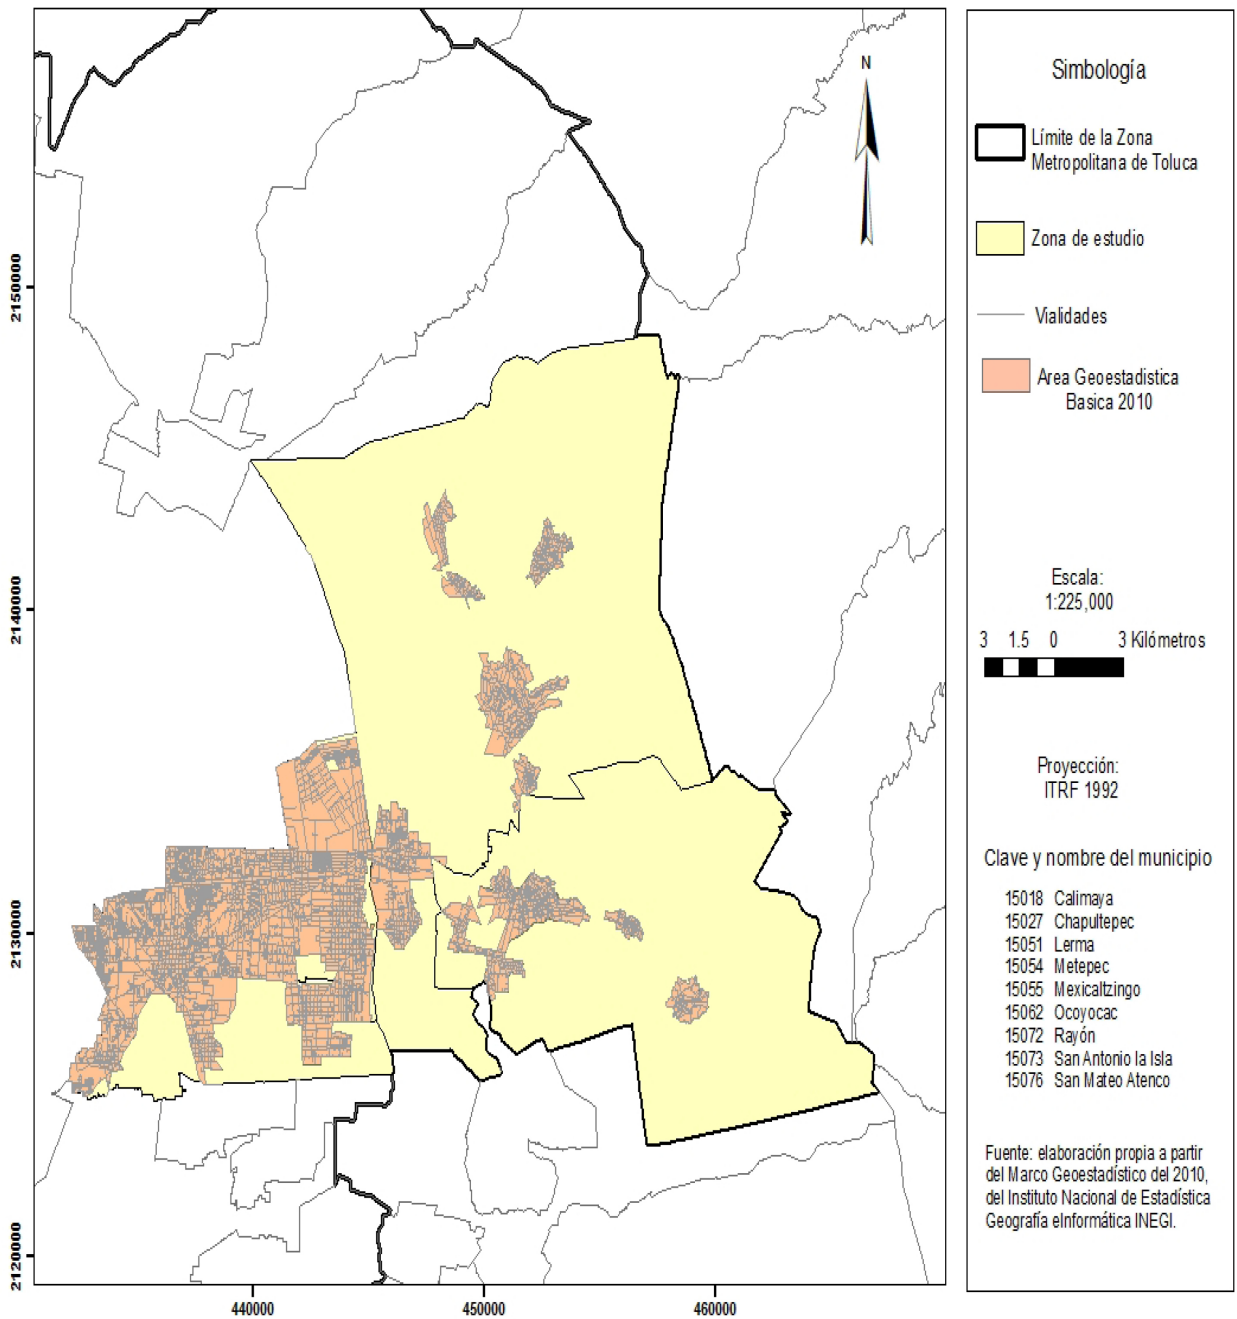 N
2150000
2140000
2130000
2120000
440000
450000
460000
Simbología
Límite de la Zona
Metropolitana de Toluca
Zona de estudio
Vialidades
Area Geoestadistica
Basica 2010
Escala:
1:225,000
3 1.5 0 3 Kilómetros
Proyección:
ITRF 1992
Clave y nombre del municipio
15018 Calimaya
15027 Chapultepec
15051 Lerma
15054 Metepec
15055 Mexicaltzingo
15062 Ocoyocac
15072 Rayón
15073 San Antonio la Isla
15076 San Mateo Atenco
Fuente: elaboración propia a partir
del Marco Geoestadístico del 2010,
del Instituto Nacional de Estadística
Geografía eInformática INEGI.